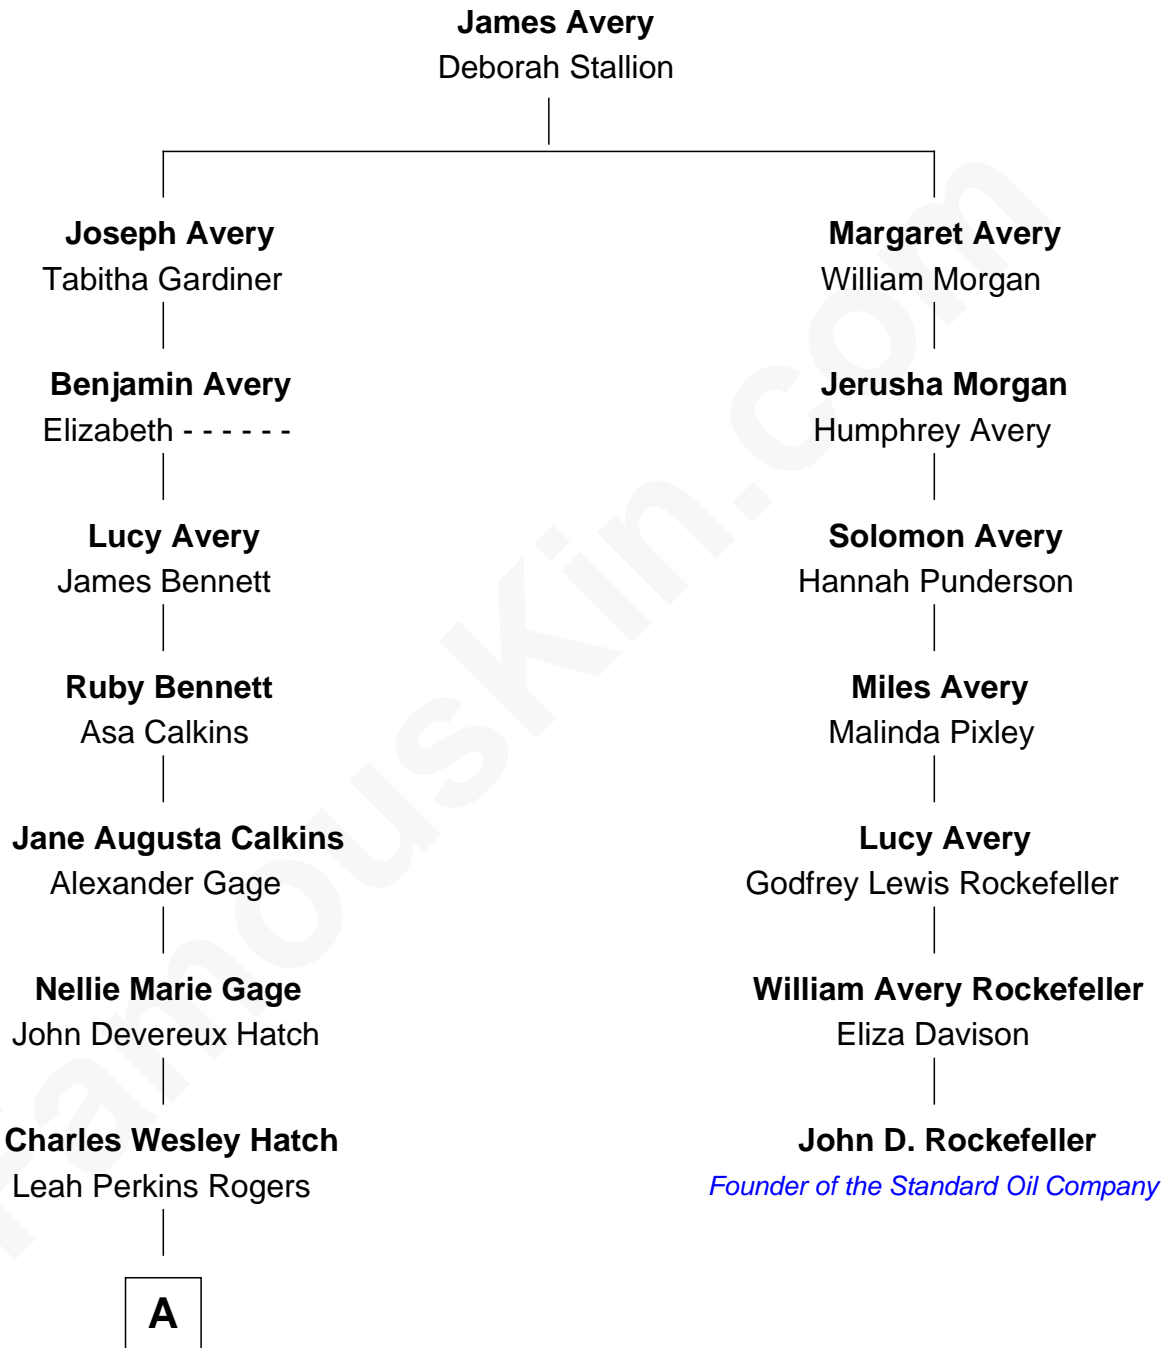 James Avery
Deborah Stallion
Joseph Avery
Tabitha Gardiner
Margaret Avery
William Morgan
Benjamin Avery
Elizabeth - - - - - -
Jerusha Morgan
Humphrey Avery
Lucy Avery
James Bennett
Solomon Avery
Hannah Punderson
Ruby Bennett
Asa Calkins
Miles Avery
Malinda Pixley
Jane Augusta Calkins
Alexander Gage
Lucy Avery
Godfrey Lewis Rockefeller
Nellie Marie Gage
John Devereux Hatch
William Avery Rockefeller
Eliza Davison
Charles Wesley Hatch
Leah Perkins Rogers
John D. Rockefeller
Founder of the Standard Oil Company
A
FamousKin.com